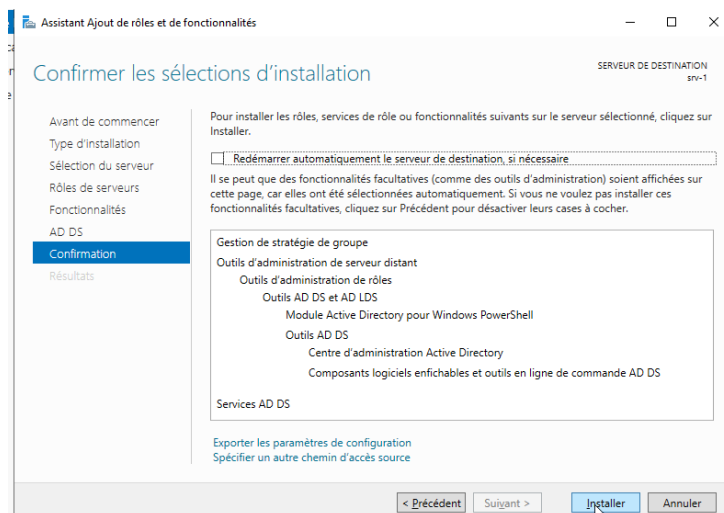 Assistant Ajout de rôles et de fonctionnalités
Confirmer les sélections d'installation
SERVEUR DE DESTINATION
srv-1
Avant de commencer
Type d'installation
Sélection du serveur
Rôles de serveurs
Fonctionnalités
AD DS
Confirmation
Résultats
Pour installer les rôles, services de rôle ou fonctionnalités suivants sur le serveur sélectionné, cliquez sur
Installer.
Redémarrer automatiquement le serveur de destination, si nécessaire
Il se peut que des fonctionnalités facultatives (comme des outils d'administration) soient affichées sur
cette page, car elles ont été sélectionnées automatiquement. Si vous ne voulez pas installer ces
fonctionnalités facultatives, cliquez sur Précédent pour désactiver leurs cases à cocher.
Gestion de stratégie de groupe
Outils d'administration de serveur distant
Outils d'administration de rôles
Outils AD DS et AD LDS
Module Active Directory pour Windows PowerShell
Outils AD DS
Centre d'administration Active Directory
Composants logiciels enfichables et outils en ligne de commande AD DS
Services AD DS
Exporter les paramètres de configuration
Spécifier un autre chemin d'accès source
< Précédent
Suivant >
Installer
Annuler